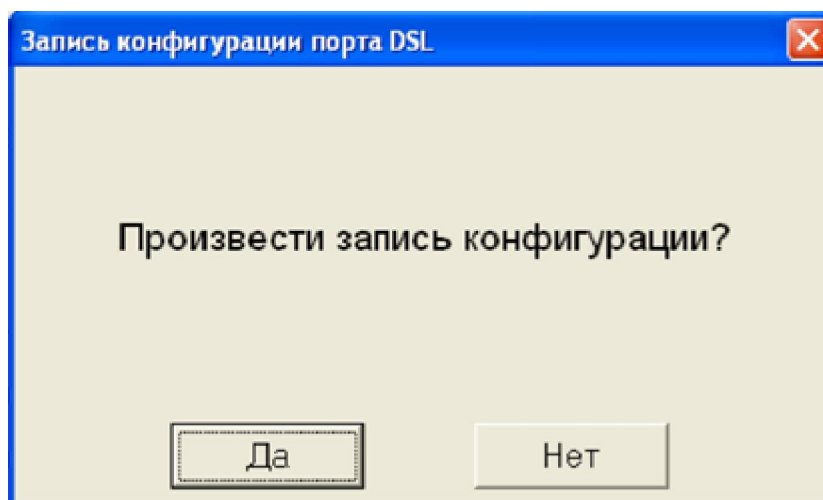 Запись конфигурации порта DSL
Произвести запись конфигурации?
Да
Нет